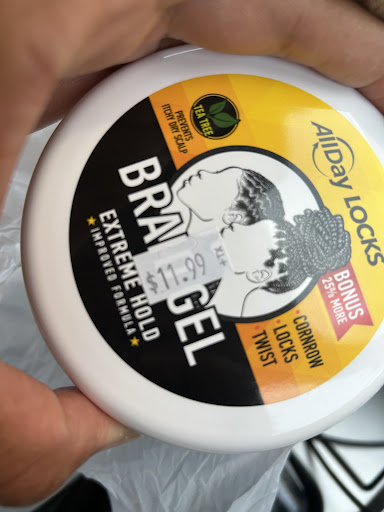 AllDay LOCKS
TEA TREE
PREVENTS
ITCHY DRY SCALP
GEL
EXTREME HOLD
★ IMPROVED FORMULA ★
$11.99
BONUS
25% MORE
• CORNROW
• LOCKS
• TWIST